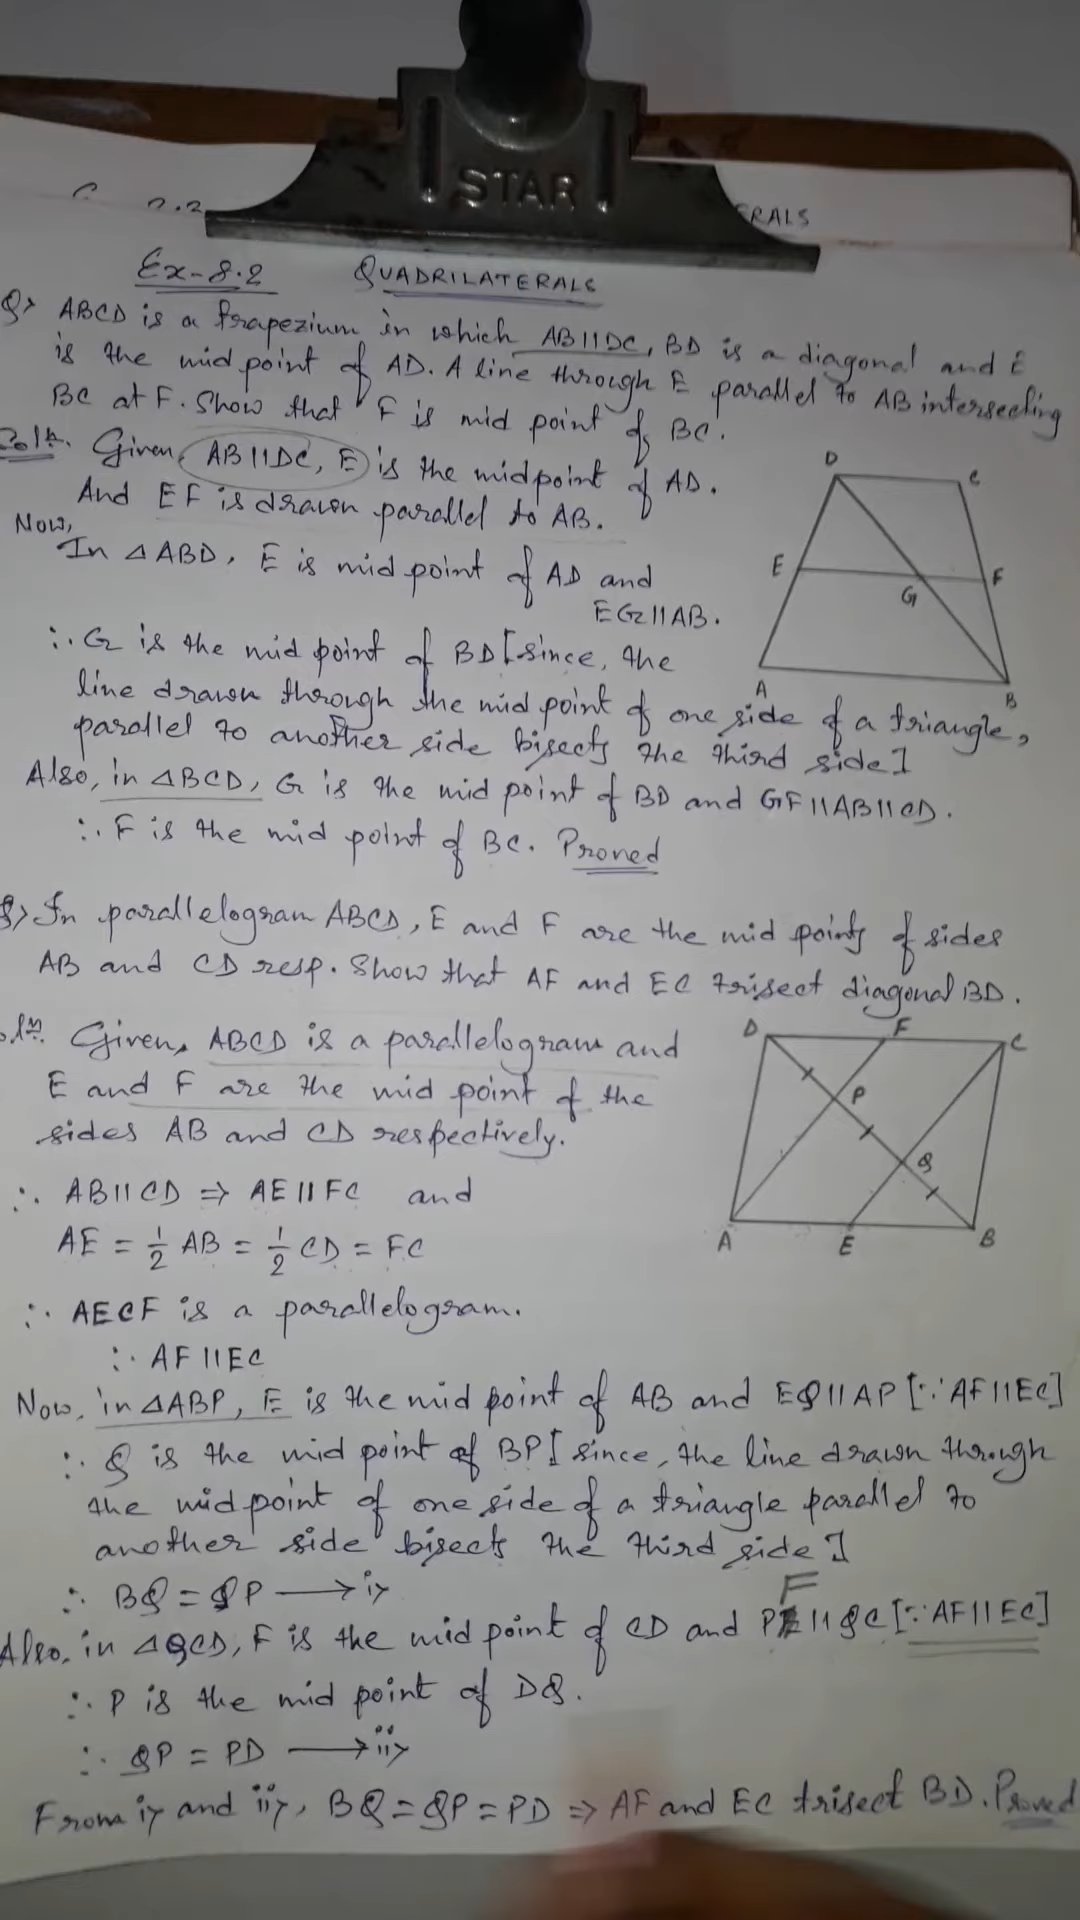 STAR
ERALS
Ex-8.2 QUADRILATERALS
Q> ABCD is a trapezium in which AB||DC, BD is a diagonal and E
is the mid point of AD. A line through E parallel to AB intersecting
BC at F. Show that F is mid point of BC.
Soln. Given, AB||DC, E is the midpoint of AD.
And EF is drawn parallel to AB.
Now,
In △ABD, E is mid point of AD and
EG||AB.
∴ G is the mid point of BD [since, the
line drawn through the mid point of one side of a triangle,
parallel to another side bisects the third side]
Also, in △BCD, G is the mid point of BD and GF||AB||CD.
∴ F is the mid point of BC. Proved
D C
E G F
A B
Q> In parallelogram ABCD, E and F are the mid points of sides
AB and CD resp. Show that AF and EC trisect diagonal BD.
oln. Given, ABCD is a parallelogram and
E and F are the mid point of the
sides AB and CD respectively.
∴ AB||CD ⇒ AE||FC and
AE = 1/2 AB = 1/2 CD = FC
∴ AECF is a parallelogram.
∴ AF||EC
D F C
P
Q
A E B
Now, in △ABP, E is the mid point of AB and EQ||AP [∵ AF||EC]
∴ Q is the mid point of BP [since, the line drawn through
the mid point of one side of a triangle parallel to
another side bisects the third side]
∴ BQ = QP → i>
Also, in △QCD, F is the mid point of CD and PF||QC [∵ AF||EC]
∴ P is the mid point of DQ.
∴ QP = PD → ii>
From i> and ii>, BQ = QP = PD ⇒ AF and EC trisect BD. Proved